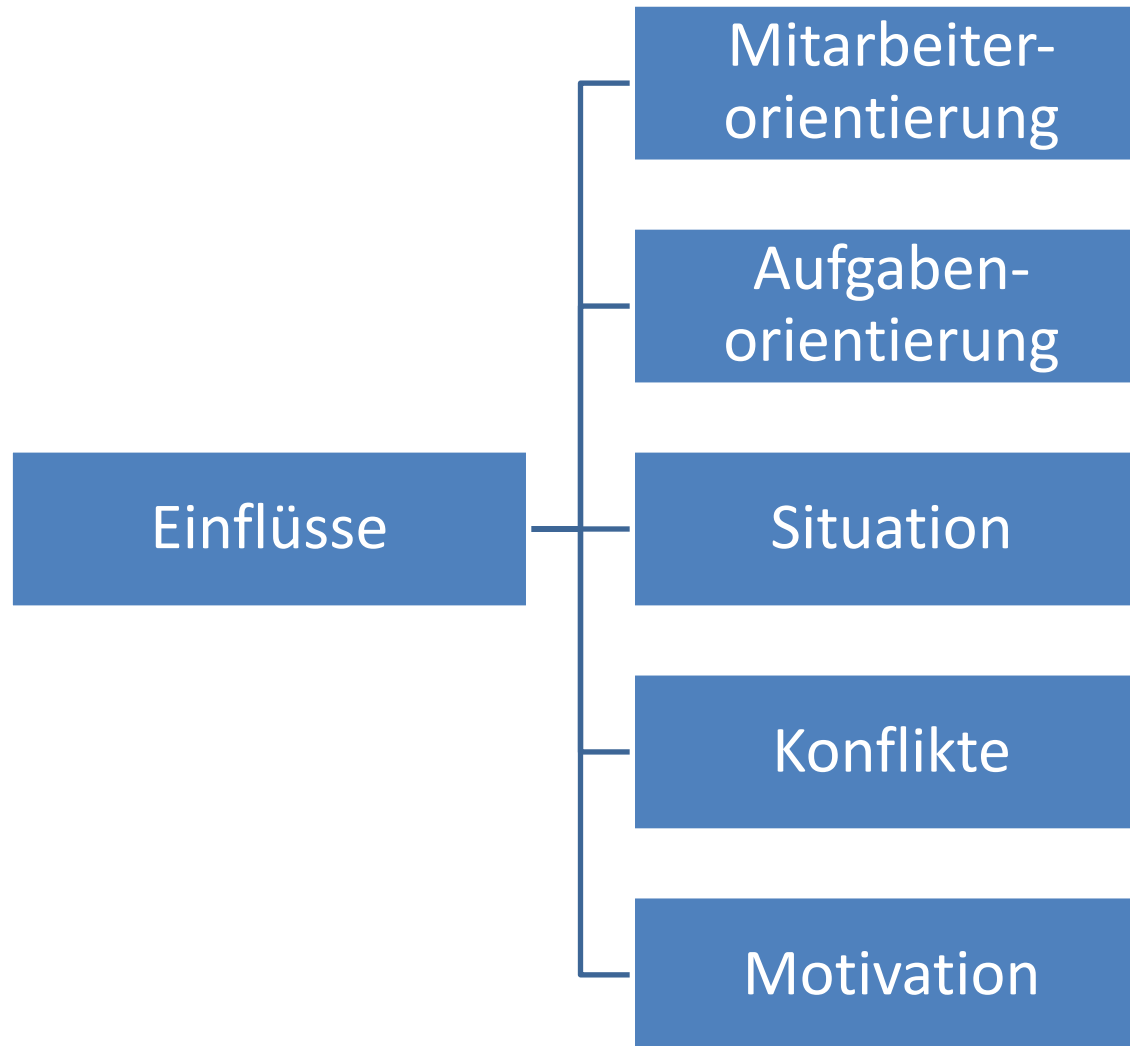 Mitarbeiter-
orientierung
Aufgaben-
orientierung
Einflüsse
Situation
Konflikte
Motivation